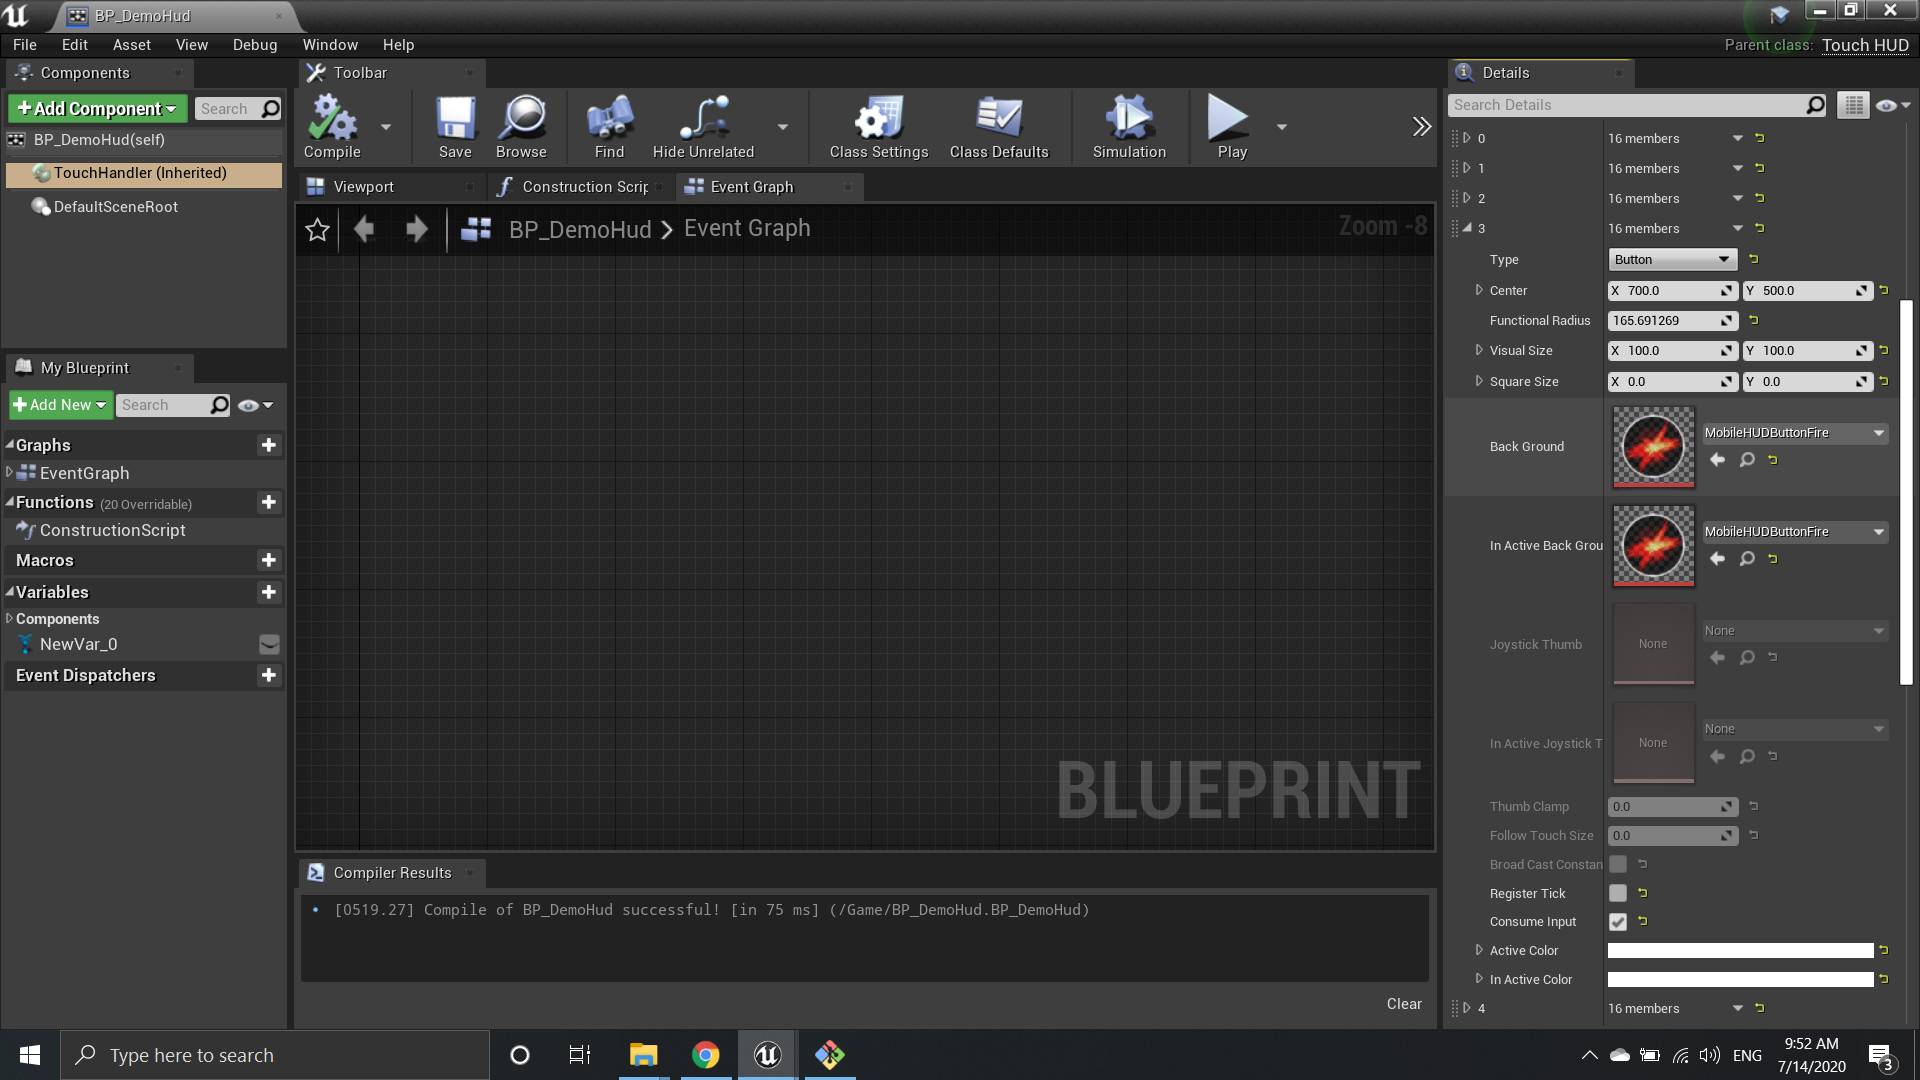 BP_DemoHud
File Edit Asset View Debug Window Help
Parent class: Touch HUD
Components
Add Component
Search
BP_DemoHud(self)
TouchHandler (Inherited)
DefaultSceneRoot
My Blueprint
Add New
Search
Graphs
EventGraph
Functions (20 Overridable)
ConstructionScript
Macros
Variables
Components
NewVar_0
Event Dispatchers
Toolbar
Compile
Save
Browse
Find
Hide Unrelated
Class Settings
Class Defaults
Simulation
Play
Viewport
Construction Scrip
Event Graph
BP_DemoHud > Event Graph
Zoom -8
BLUEPRINT
Compiler Results
[0519.27] Compile of BP_DemoHud successful! [in 75 ms] (/Game/BP_DemoHud.BP_DemoHud)
Clear
Details
Search Details
0 16 members
1 16 members
2 16 members
3 16 members
Type Button
Center X 700.0 Y 500.0
Functional Radius 165.691269
Visual Size X 100.0 Y 100.0
Square Size X 0.0 Y 0.0
Back Ground MobileHUDButtonFire
In Active Back Grou MobileHUDButtonFire
Joystick Thumb None None
In Active Joystick T None None
Thumb Clamp 0.0
Follow Touch Size 0.0
Broad Cast Constan
Register Tick
Consume Input
Active Color
In Active Color
4 16 members
Type here to search
ENG
9:52 AM
7/14/2020
3